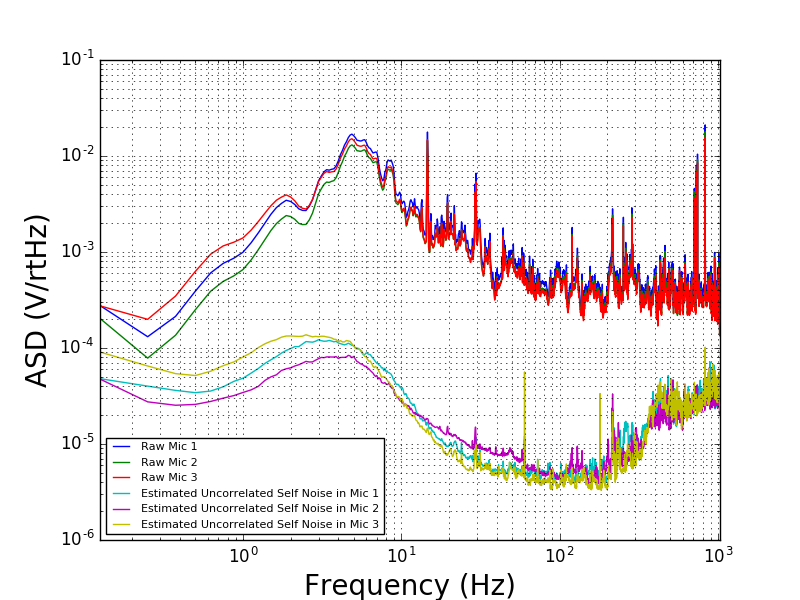 10^-1
10^-2
10^-3
10^-4
10^-5
10^-6
ASD (V/rtHz)
Raw Mic 1
Raw Mic 2
Raw Mic 3
Estimated Uncorrelated Self Noise in Mic 1
Estimated Uncorrelated Self Noise in Mic 2
Estimated Uncorrelated Self Noise in Mic 3
10^0 10^1 10^2 10^3
Frequency (Hz)